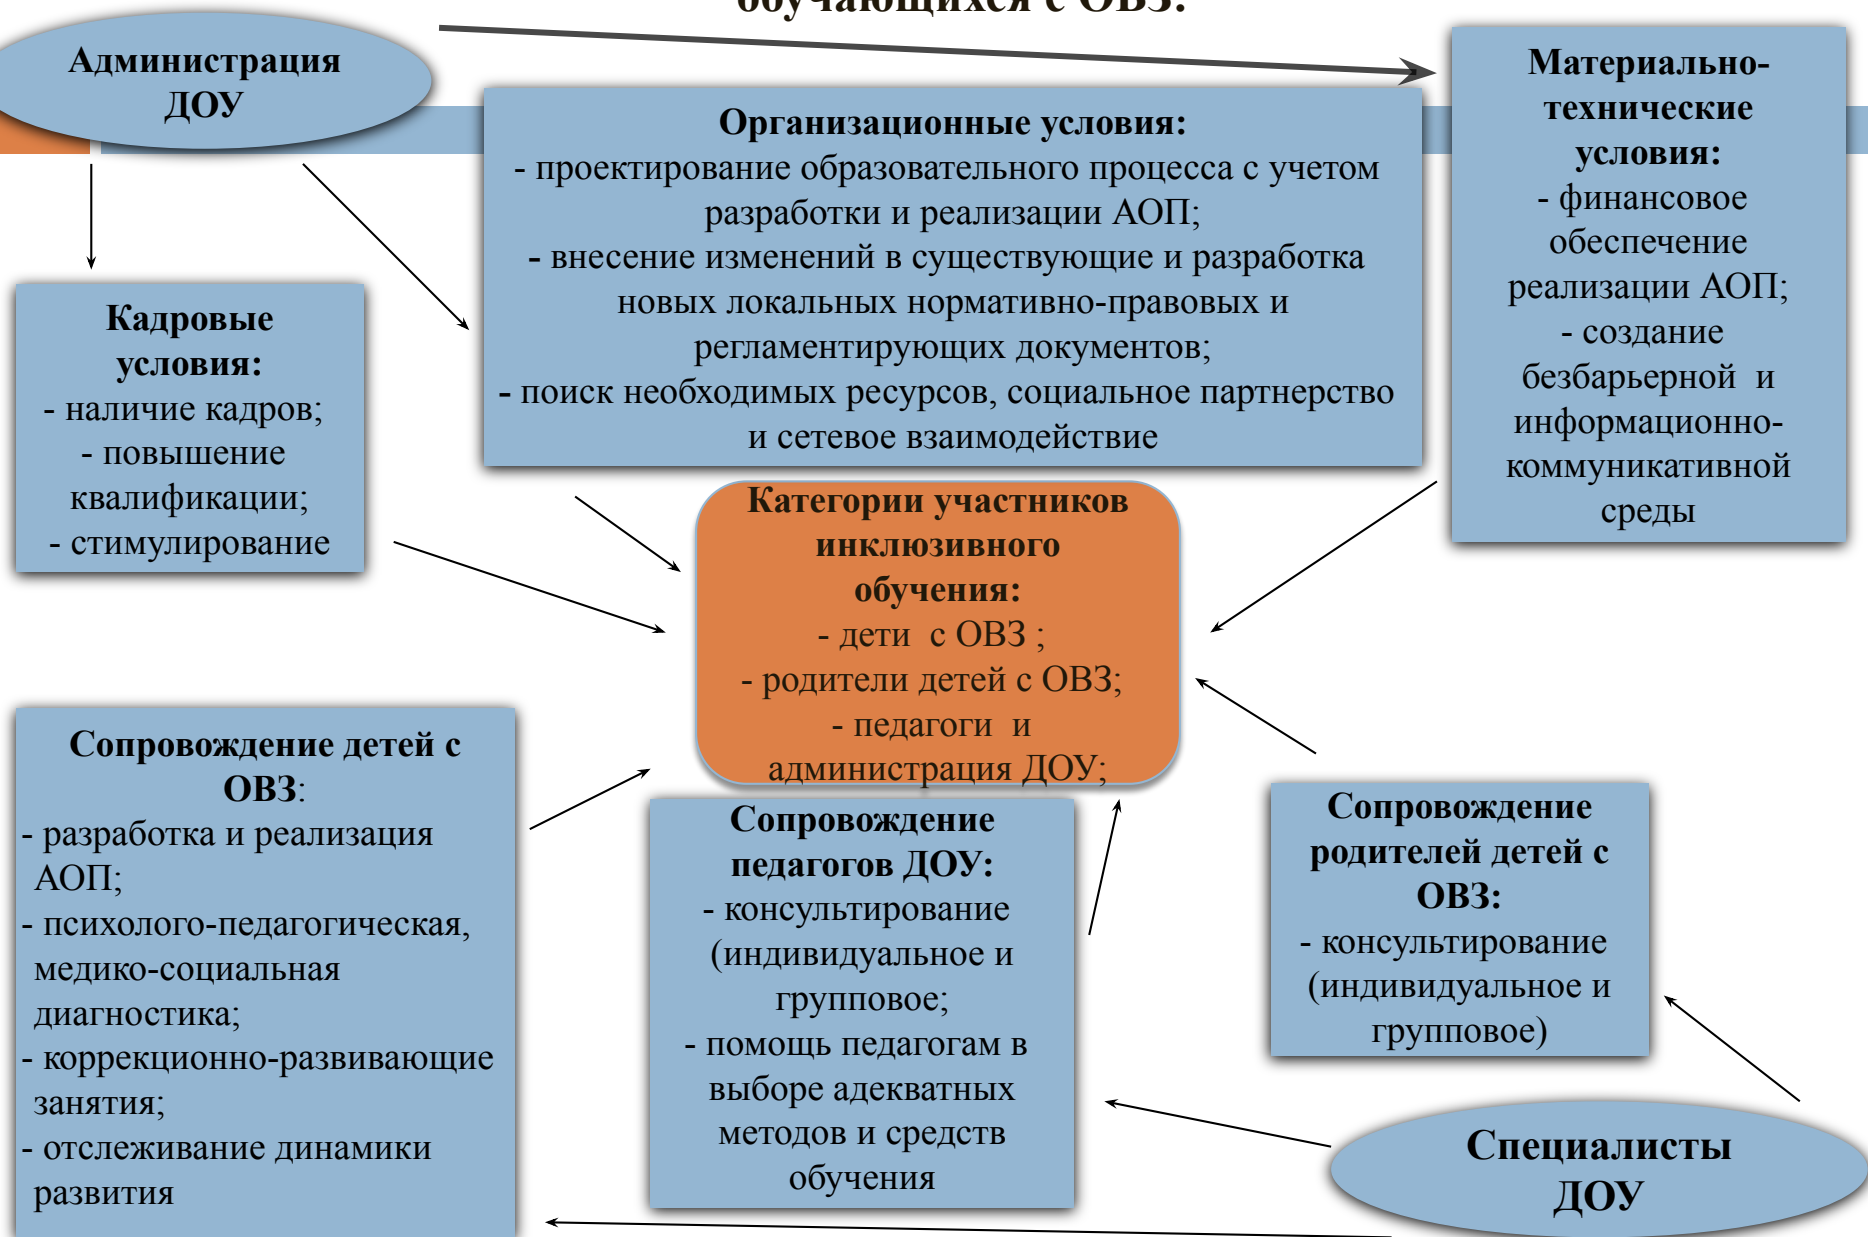 обучающихся с ОВЗ:
Администрация
ДОУ
Организационные условия:
- проектирование образовательного процесса с учетом
разработки и реализации АОП;
- внесение изменений в существующие и разработка
новых локальных нормативно-правовых и
регламентирующих документов;
- поиск необходимых ресурсов, социальное партнерство
и сетевое взаимодействие
Материально-
технические
условия:
- финансовое
обеспечение
реализации АОП;
- создание
безбарьерной и
информационно-
коммуникативной
среды
Кадровые
условия:
- наличие кадров;
- повышение
квалификации;
- стимулирование
Категории участников
инклюзивного
обучения:
- дети с ОВЗ ;
- родители детей с ОВЗ;
- педагоги и
администрация ДОУ;
Сопровождение детей с
ОВЗ:
- разработка и реализация
АОП;
- психолого-педагогическая,
медико-социальная
диагностика;
- коррекционно-развивающие
занятия;
- отслеживание динамики
развития
Сопровождение
педагогов ДОУ:
- консультирование
(индивидуальное и
групповое;
- помощь педагогам в
выборе адекватных
методов и средств
обучения
Сопровождение
родителей детей с
ОВЗ:
- консультирование
(индивидуальное и
групповое)
Специалисты
ДОУ